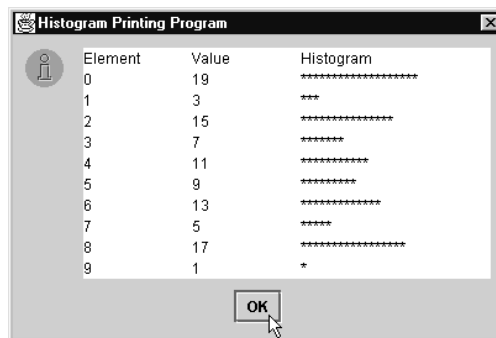 Histogram Printing Program
Element Value Histogram
0 19 *******************
1 3 ***
2 15 ***************
3 7 *******
4 11 ***********
5 9 *********
6 13 *************
7 5 *****
8 17 *****************
9 1 *
OK